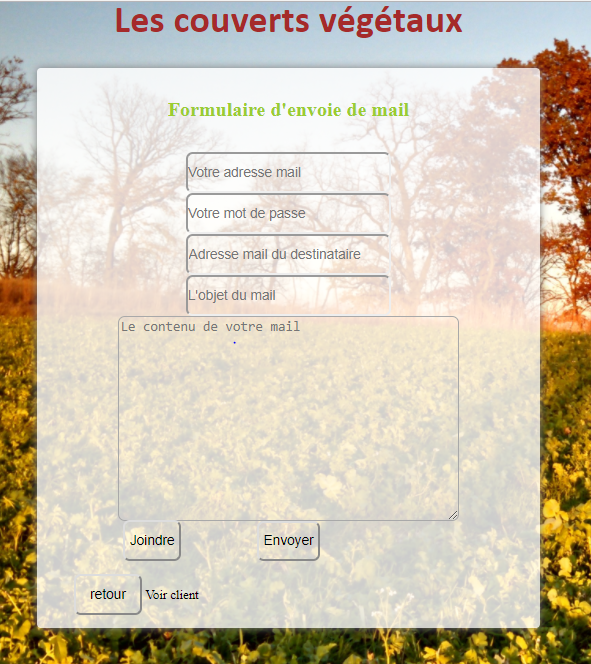 Les couverts végétaux
Formulaire d'envoie de mail
Votre adresse mail
Votre mot de passe
Adresse mail du destinataire
L'objet du mail
Le contenu de votre mail
Joindre Envoyer
retour Voir client